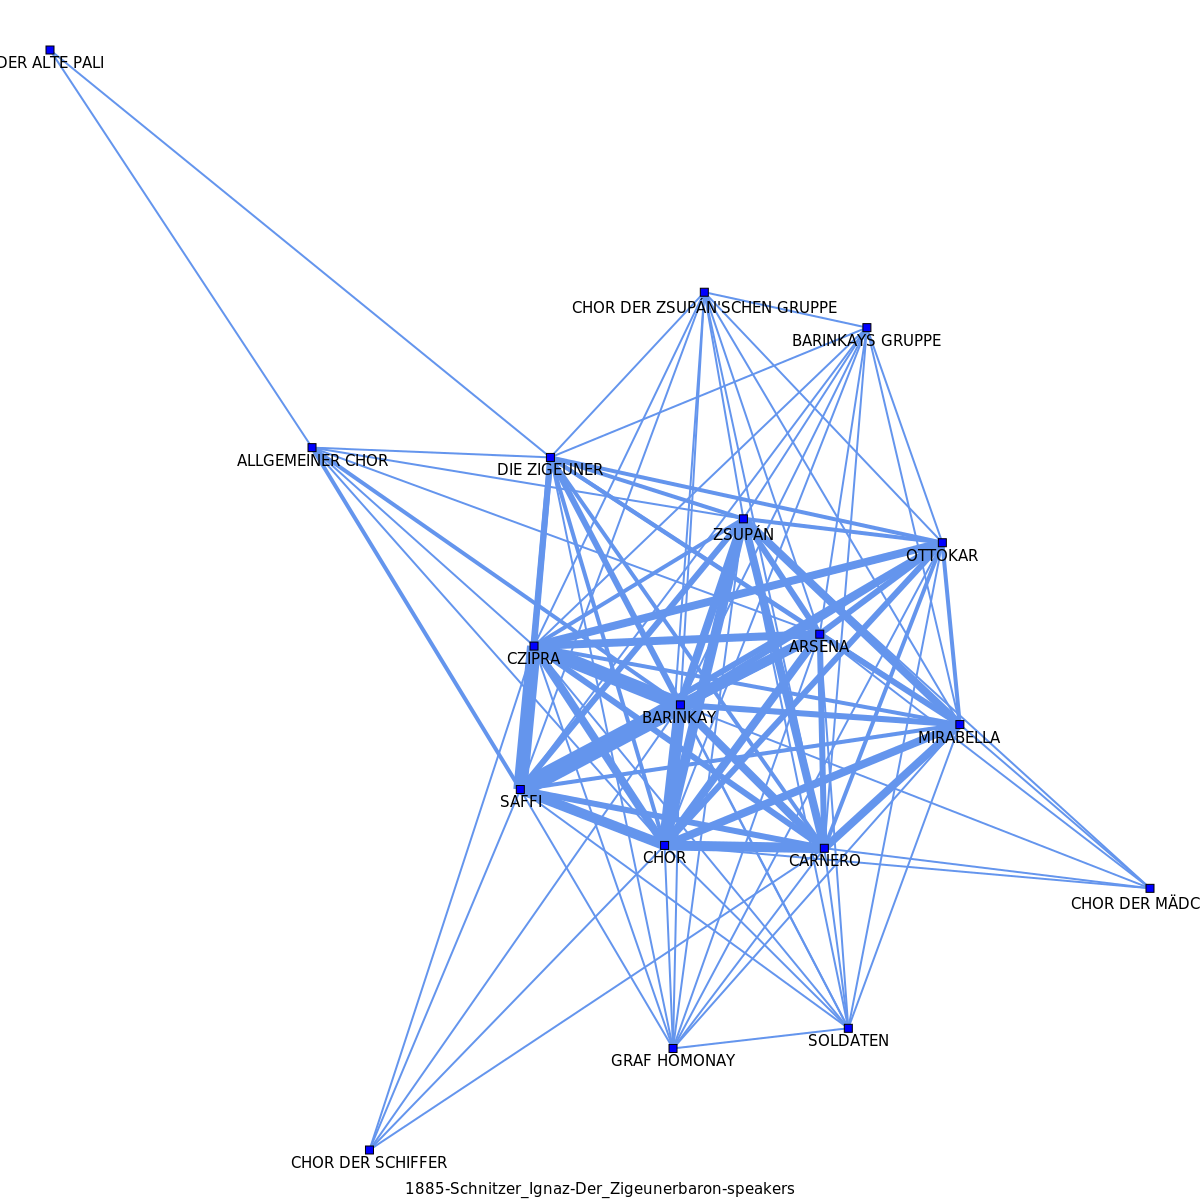 DER ALTE PALI
CHOR DER ZSUPÁN'SCHEN GRUPPE
BARINKAYS GRUPPE
ALLGEMEINER CHOR
DIE ZIGEUNER
ZSUPÁN
OTTOKAR
ARSENA
CZIPRA
BARINKAY
MIRABELLA
SAFFI
CHOR
CARNERO
CHOR DER MÄDC
SOLDATEN
GRAF HOMONAY
CHOR DER SCHIFFER
1885-Schnitzer_Ignaz-Der_Zigeunerbaron-speakers